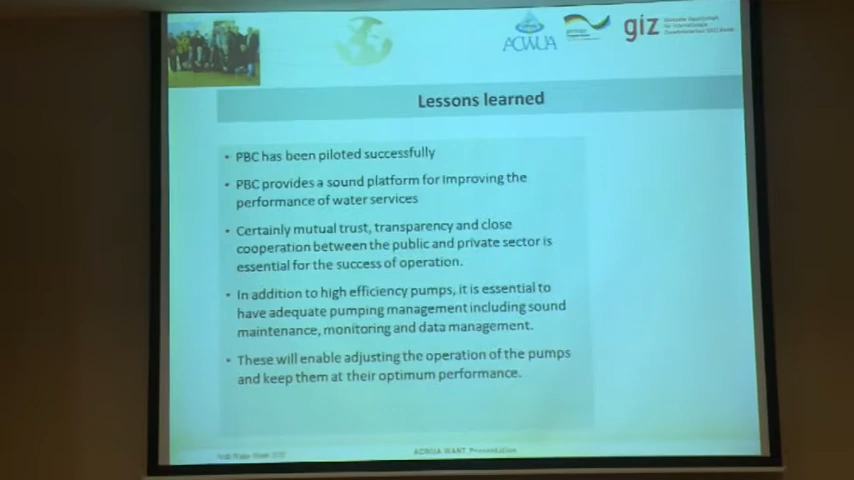 ACWUA
giz
Lessons learned
• PBC has been piloted successfully
• PBC provides a sound platform for improving the
performance of water services
• Certainly mutual trust, transparency and close
cooperation between the public and private sector is
essential for the success of operation.
• In addition to high efficiency pumps, it is essential to
have adequate pumping management including sound
maintenance, monitoring and data management.
• These will enable adjusting the operation of the pumps
and keep them at their optimum performance.
ACWUA WANT Presentation